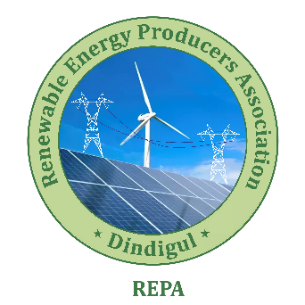 Renewable Energy Producers Association
* Dindigul *
REPA